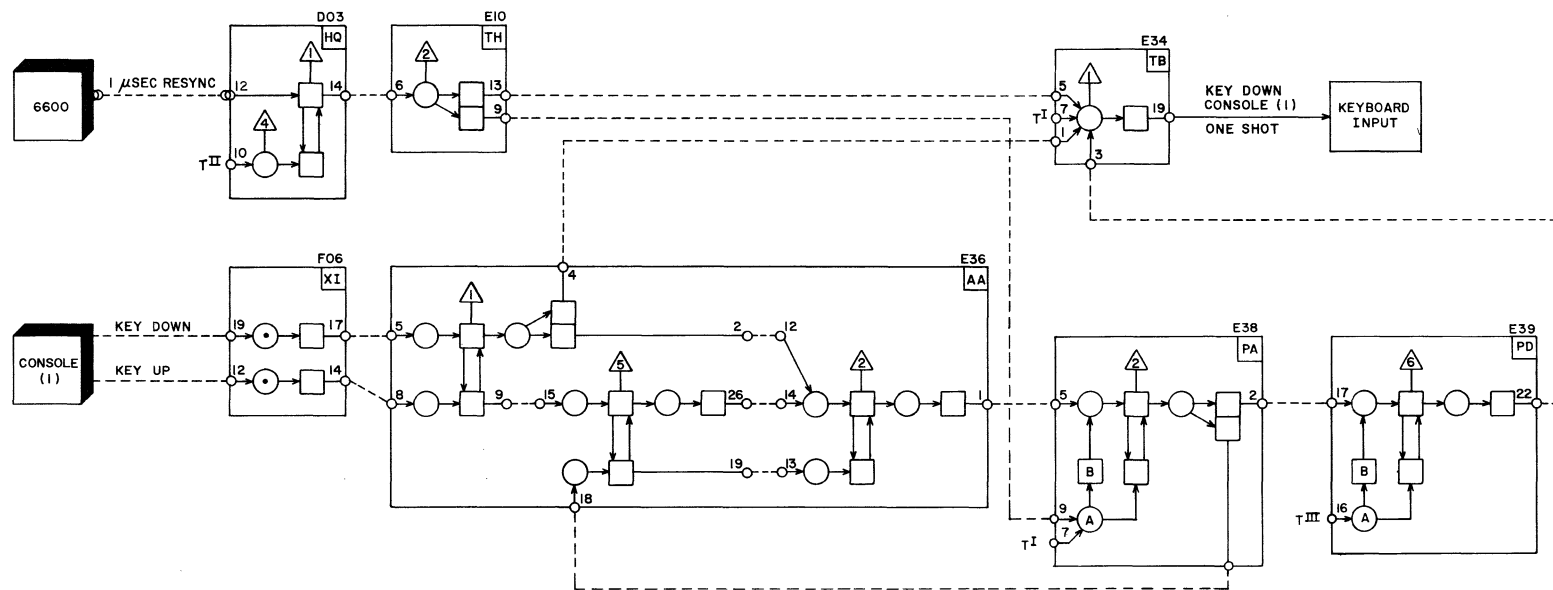 6600
1 µSEC RESYNC
D03
HQ
12
1
14
4
T^II
10
E10
TH
2
6
13
9
E34
TB
5
T^I
7
1
3
19
KEY DOWN
CONSOLE (1)
ONE SHOT
KEYBOARD
INPUT
CONSOLE
(1)
KEY DOWN
KEY UP
F06
XI
19
17
12
14
E36
AA
4
1
5
8
9
15
5
2
12
26
14
2
19
13
18
1
E38
PA
2
5
2
B
9
A
T^I
7
E39
PD
6
17
22
B
T^III
16
A